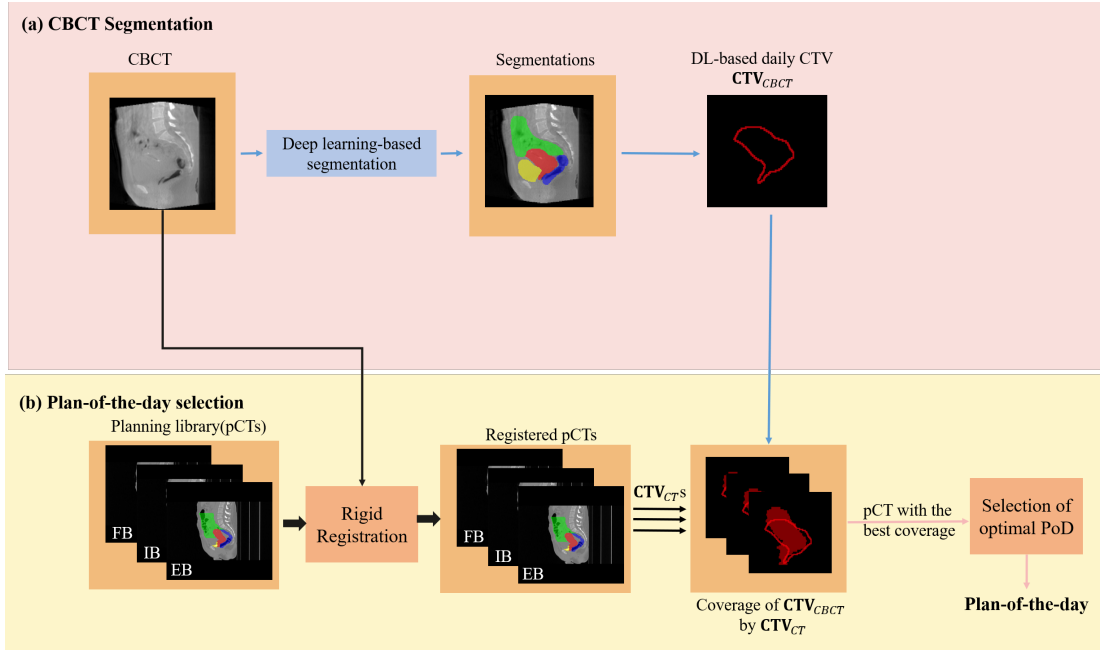 (a) CBCT Segmentation
CBCT
Segmentations
DL-based daily CTV
CTV_CBCT
Deep learning-based
segmentation
(b) Plan-of-the-day selection
Planning library(pCTs)
FB
IB
EB
Rigid
Registration
Registered pCTs
FB
IB
EB
CTV_CTs
Coverage of CTV_CBCT
by CTV_CT
pCT with the
best coverage
Selection of
optimal PoD
Plan-of-the-day